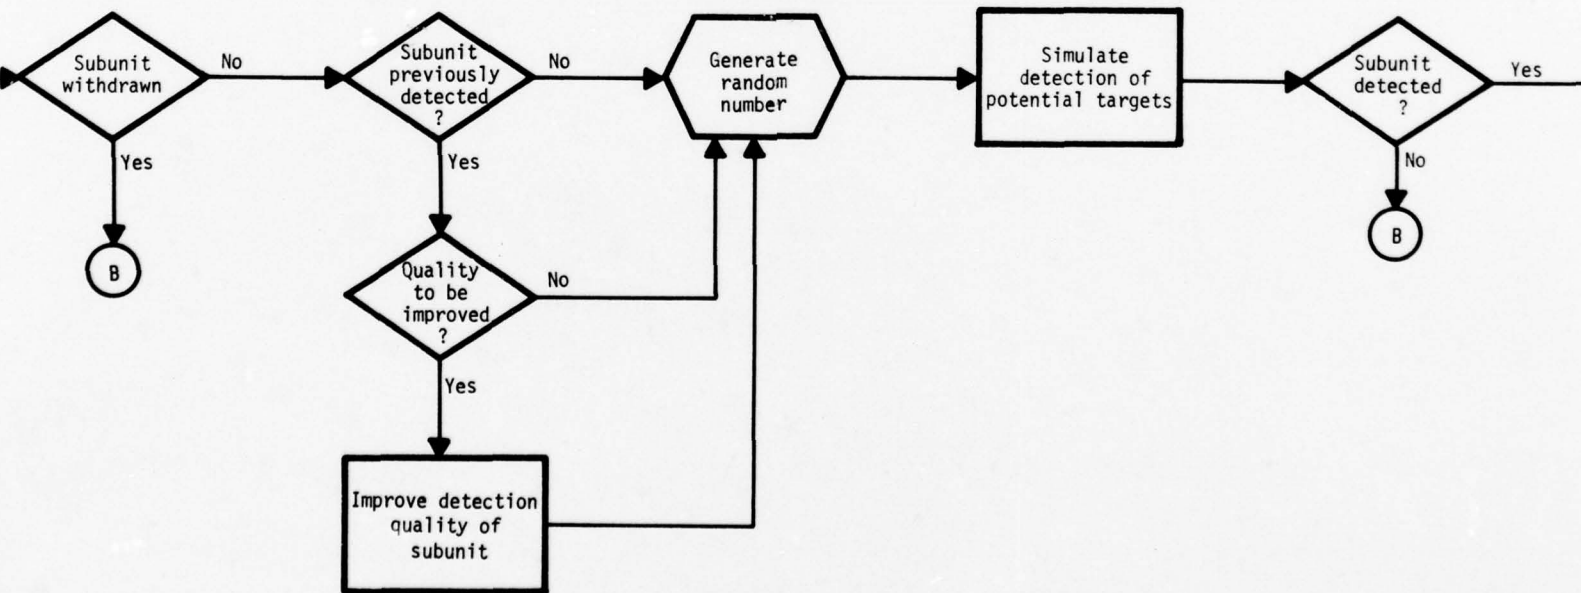 Subunit
withdrawn
No
Yes
B
Subunit
previously
detected
?
No
Yes
Quality
to be
improved
?
No
Yes
Improve detection
quality of
subunit
Generate
random
number
Simulate
detection of
potential targets
Subunit
detected
?
Yes
No
B